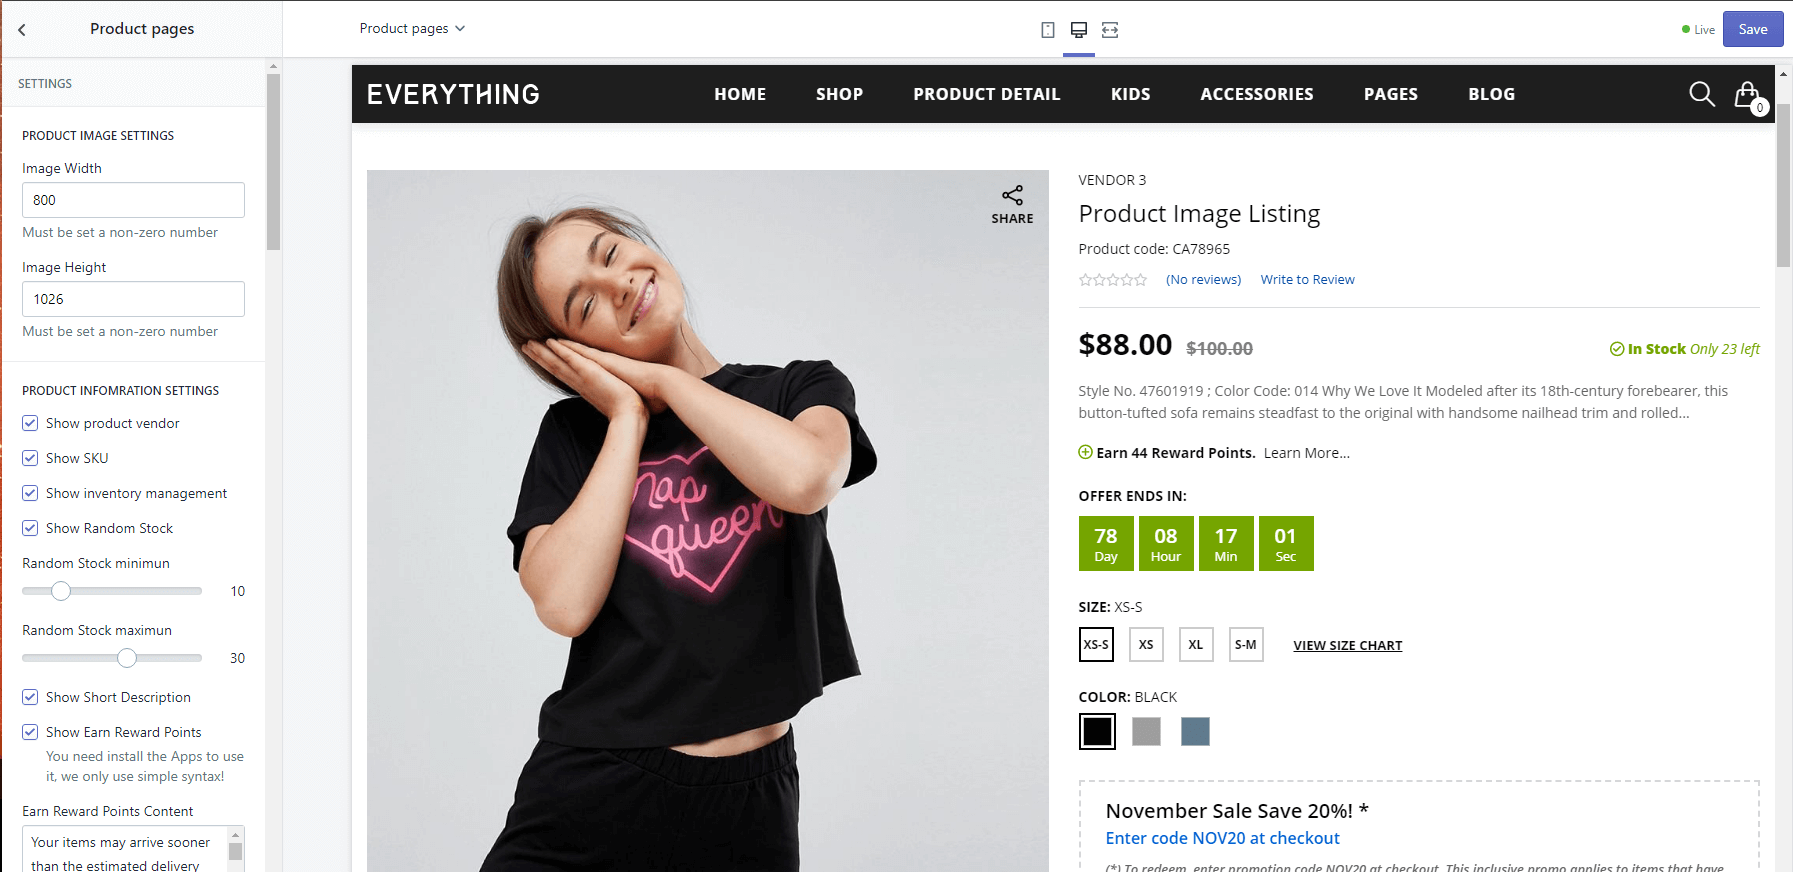 Product pages
SETTINGS
PRODUCT IMAGE SETTINGS
Image Width
800
Must be set a non-zero number
Image Height
1026
Must be set a non-zero number
PRODUCT INFOMRATION SETTINGS
Show product vendor
Show SKU
Show inventory management
Show Random Stock
Random Stock minimun
10
Random Stock maximun
30
Show Short Description
Show Earn Reward Points
You need install the Apps to use
it, we only use simple syntax!
Earn Reward Points Content
Your items may arrive sooner
than the estimated delivery
Product pages
Live
Save
EVERYTHING
HOME SHOP PRODUCT DETAIL KIDS ACCESSORIES PAGES BLOG
0
SHARE
nap
queen
VENDOR 3
Product Image Listing
Product code: CA78965
(No reviews) Write to Review
$88.00 $100.00
In Stock Only 23 left
Style No. 47601919 ; Color Code: 014 Why We Love It Modeled after its 18th-century forebearer, this
button-tufted sofa remains steadfast to the original with handsome nailhead trim and rolled...
Earn 44 Reward Points. Learn More...
OFFER ENDS IN:
78 08 17 01
Day Hour Min Sec
SIZE: XS-S
XS-S XS XL S-M VIEW SIZE CHART
COLOR: BLACK
November Sale Save 20%! *
Enter code NOV20 at checkout
(*) To redeem, enter promotion code NOV20 at checkout. This inclusive promo applies to items that have